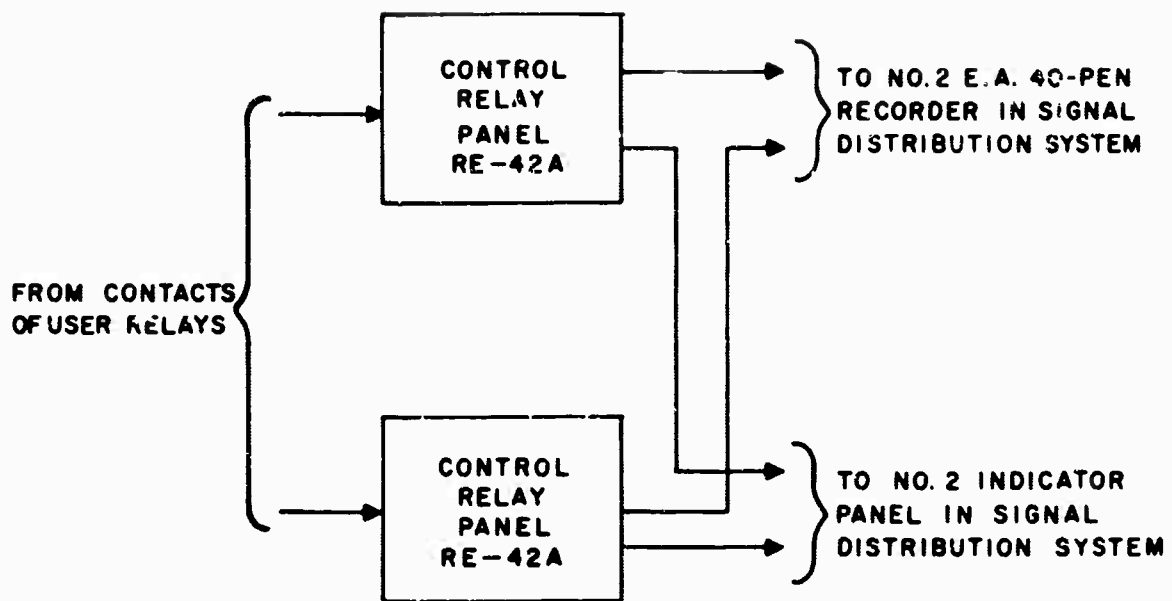 CONTROL
RELAY
PANEL
RE-42A
TO NO. 2 E.A. 40-PEN
RECORDER IN SIGNAL
DISTRIBUTION SYSTEM
FROM CONTACTS
OF USER RELAYS
CONTROL
RELAY
PANEL
RE-42A
TO NO. 2 INDICATOR
PANEL IN SIGNAL
DISTRIBUTION SYSTEM